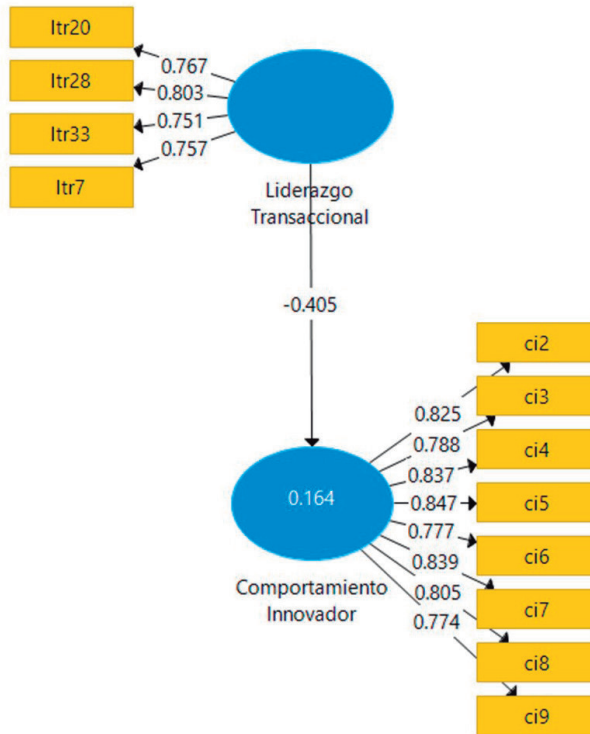 ltr20
ltr28
ltr33
ltr7
0.767
0.803
0.751
0.757
Liderazgo
Transaccional
-0.405
ci2
ci3
ci4
ci5
ci6
ci7
ci8
ci9
0.825
0.788
0.837
0.847
0.777
0.839
0.805
0.774
0.164
Comportamiento
Innovador